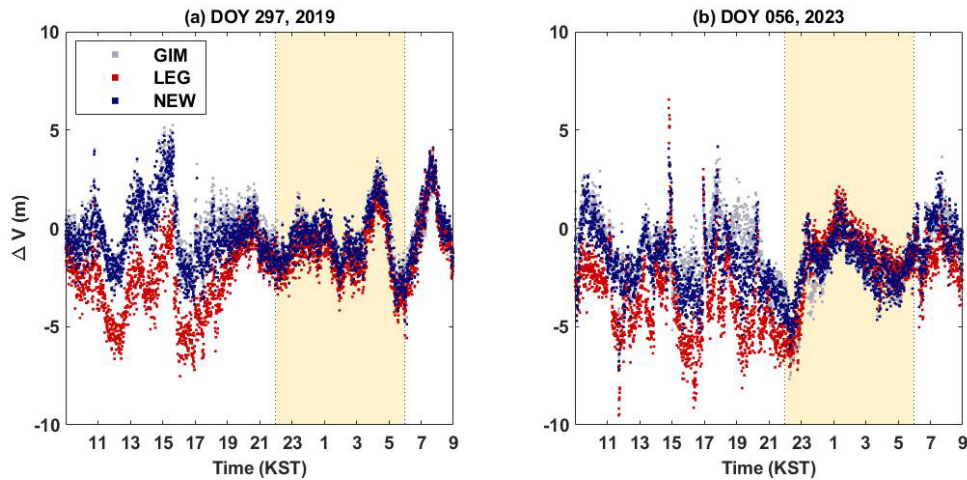 (a) DOY 297, 2019
(b) DOY 056, 2023
GIM
LEG
NEW
10
5
0
-5
-10
△ V (m)
11 13 15 17 19 21 23 1 3 5 7 9
Time (KST)
10
5
0
-5
-10
11 13 15 17 19 21 23 1 3 5 7 9
Time (KST)